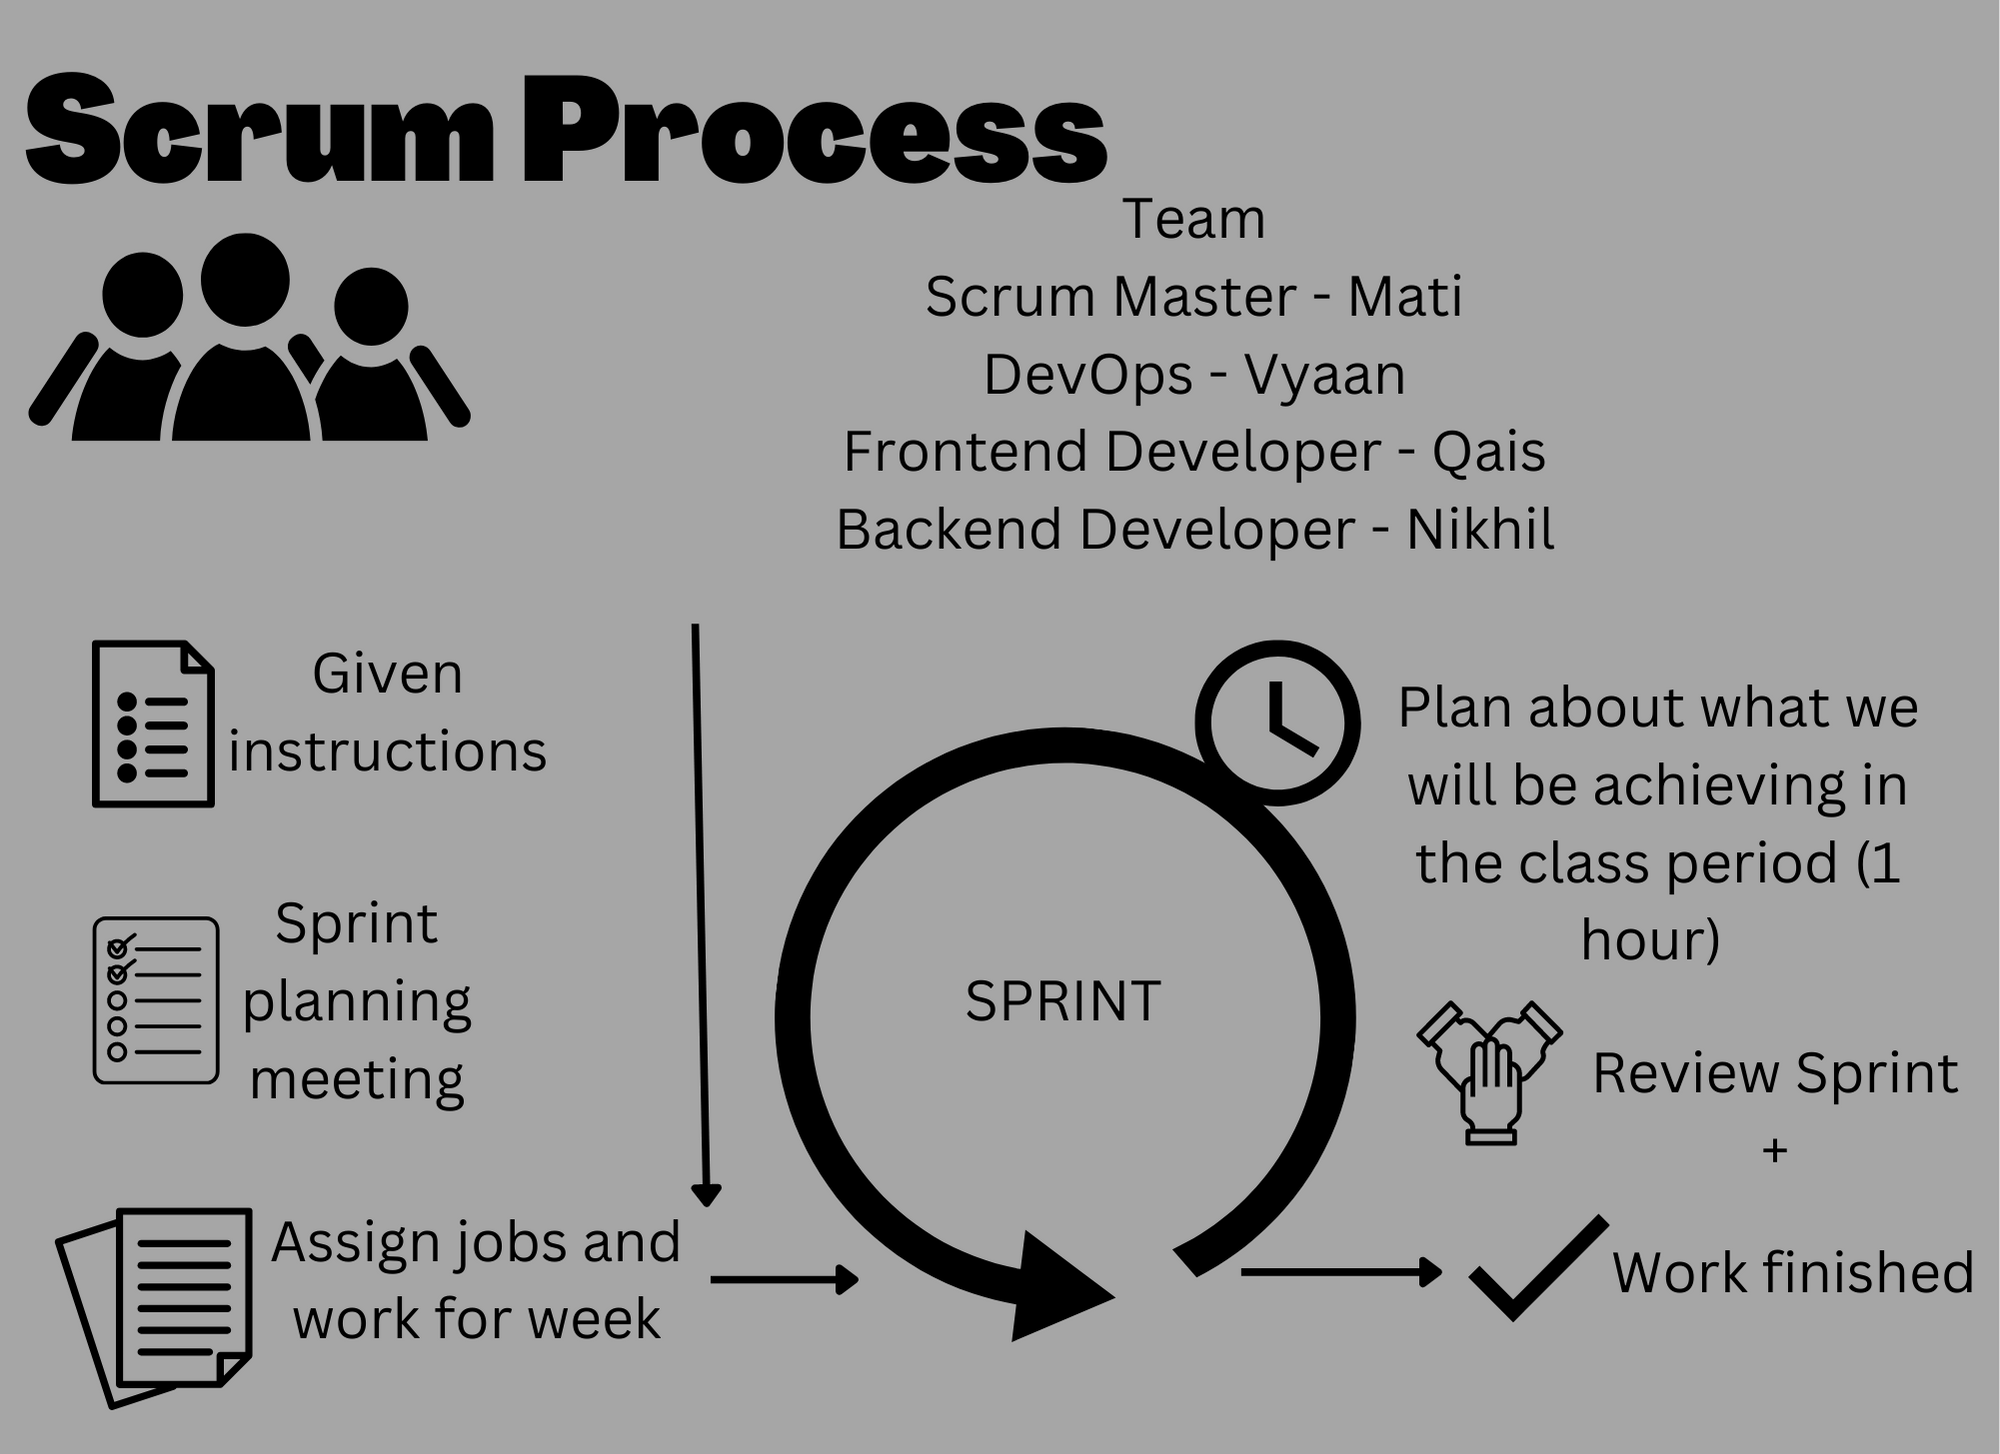 Scrum Process
Team
Scrum Master - Mati
DevOps - Vyaan
Frontend Developer - Qais
Backend Developer - Nikhil
Given
instructions
Sprint
planning
meeting
Assign jobs and
work for week
SPRINT
Plan about what we
will be achieving in
the class period (1
hour)
Review Sprint
+
Work finished